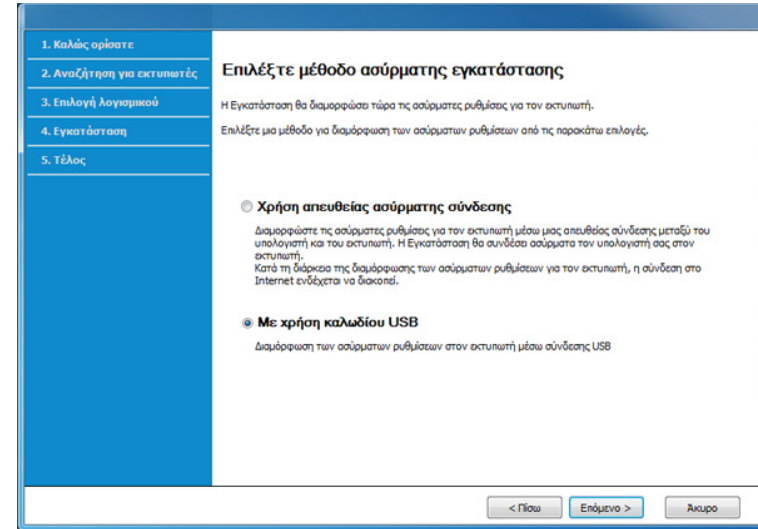 1. Καλώς ορίσατε
2. Αναζήτηση για εκτυπωτές
3. Επιλογή λογισμικού
4. Εγκατάσταση
5. Τέλος
Επιλέξτε μέθοδο ασύρματης εγκατάστασης
Η Εγκατάσταση θα διαμορφώσει τώρα τις ασύρματες ρυθμίσεις για τον εκτυπωτή.
Επιλέξτε μια μέθοδο για διαμόρφωση των ασύρματων ρυθμίσεων από τις παρακάτω επιλογές.
Χρήση απευθείας ασύρματης σύνδεσης
Διαμορφώστε τις ασύρματες ρυθμίσεις για τον εκτυπωτή μέσω μιας απευθείας σύνδεσης μεταξύ του
υπολογιστή και του εκτυπωτή. Η Εγκατάσταση θα συνδέσει ασύρματα τον υπολογιστή σας στον
εκτυπωτή.
Κατά τη διάρκεια της διαμόρφωσης των ασύρματων ρυθμίσεων για τον εκτυπωτή, η σύνδεση στο
Internet ενδέχεται να διακοπεί.
Με χρήση καλωδίου USB
Διαμόρφωση των ασύρματων ρυθμίσεων στον εκτυπωτή μέσω σύνδεσης USB
< Πίσω
Επόμενο >
Άκυρο